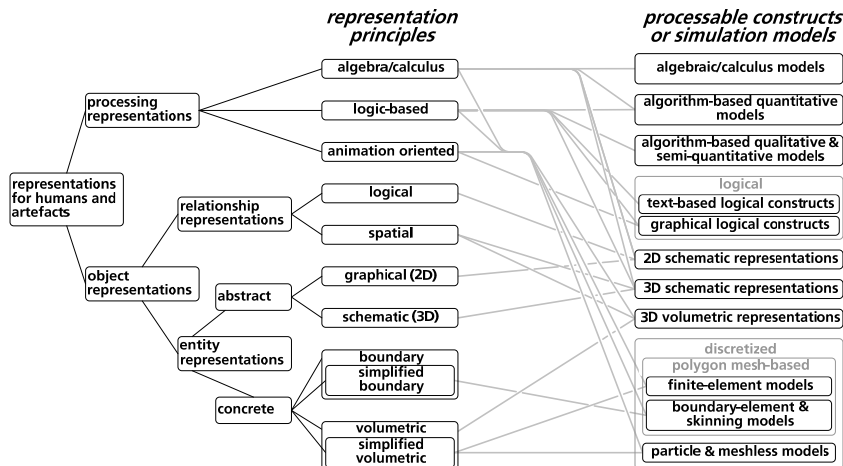 representation
principles
processable constructs
or simulation models
algebra/calculus
logic-based
animation oriented
processing
representations
representations
for humans and
artefacts
relationship
representations
logical
spatial
object
representations
abstract
graphical (2D)
schematic (3D)
entity
representations
concrete
boundary
simplified
boundary
volumetric
simplified
volumetric
algebraic/calculus models
algorithm-based quantitative
models
algorithm-based qualitative &
semi-quantitative models
logical
text-based logical constructs
graphical logical constructs
2D schematic representations
3D schematic representations
3D volumetric representations
discretized
polygon mesh-based
finite-element models
boundary-element &
skinning models
particle & meshless models